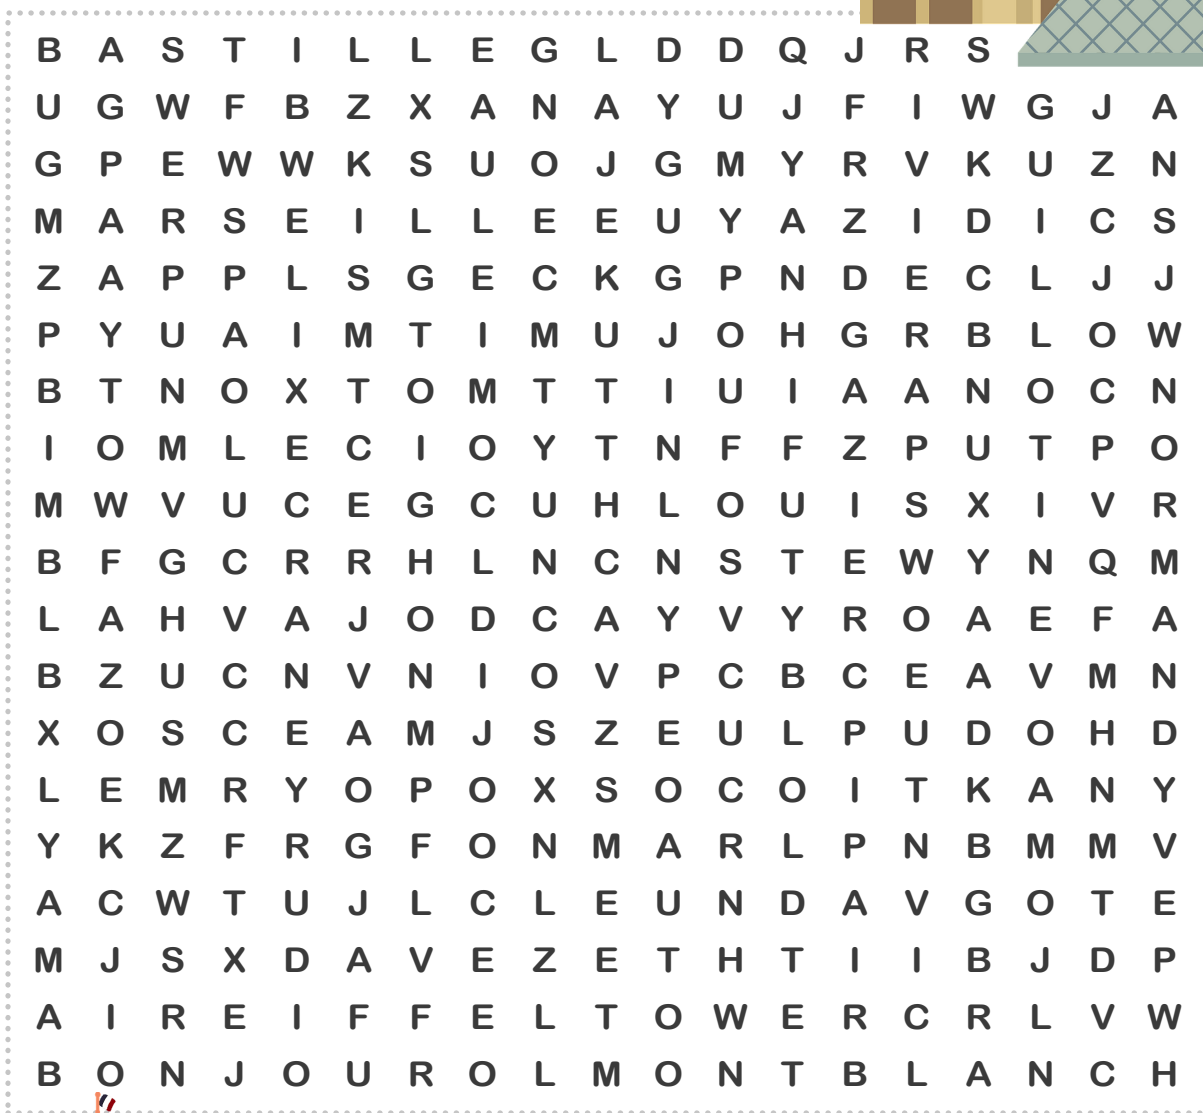 B A S T I L L E G L D D Q J R S
U G W F B Z X A N A Y U J F I W G J A
G P E W W K S U O J G M Y R V K U Z N
M A R S E I L L E E U Y A Z I D I C S
Z A P P L S G E C K G P N D E C L J J
P Y U A I M T I M U J O H G R B L O W
B T N O X T O M T T I U I A A N O C N
I O M L E C I O Y T N F F Z P U T P O
M W V U C E G C U H L O U I S X I V R
B F G C R R H L N C N S T E W Y N Q M
L A H V A J O D C A Y V Y R O A E F A
B Z U C N V N I O V P C B C E A V M N
X O S C E A M J S Z E U L P U D O H D
L E M R Y O P O X S O C O I T K A N Y
Y K Z F R G F O N M A R L P N B M M V
A C W T U J L C L E U N D A V G O T E
M J S X D A V E Z E T H T I I B J D P
A I R E I F F E L T O W E R C R L V W
B O N J O U R O L M O N T B L A N C H